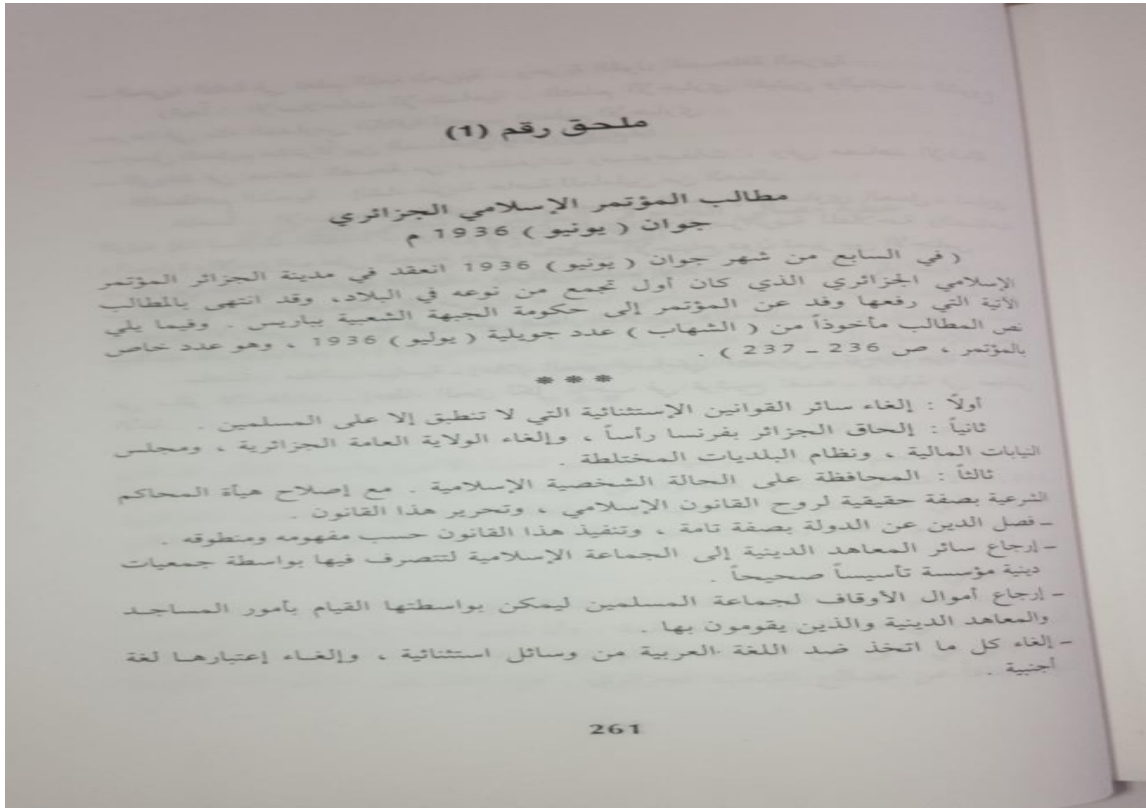 ملحق رقم (1)
مطالب المؤتمر الإسلامي الجزائري
جوان ( يونيو ) 1936 م
( في السابع من شهر جوان ( يونيو ) 1936 انعقد في مدينة الجزائر المؤتمر
الإسلامي الجزائري الذي كان أول تجمع من نوعه في البلاد، وقد انتهى بالمطالب
الآتية التي رفعها وفد عن المؤتمر إلى حكومة الجبهة الشعبية بباريس . وفيما يلي
نص المطالب مأخوذاً من ( الشهاب ) عدد جويلية ( يوليو ) 1936 ، وهو عدد خاص
بالمؤتمر ، ص 236 - 237 ) .
* * *
أولاً : إلغاء سائر القوانين الإستثنائية التي لا تنطبق إلا على المسلمين .
ثانياً : إلحاق الجزائر بفرنسا رأساً ، وإلغاء الولاية العامة الجزائرية ، ومجلس
النيابات المالية ، ونظام البلديات المختلطة .
ثالثاً : المحافظة على الحالة الشخصية الإسلامية . مع إصلاح هيأة المحاكم
الشرعية بصفة حقيقية لروح القانون الإسلامي ، وتحرير هذا القانون .
- فصل الدين عن الدولة بصفة تامة ، وتنفيذ هذا القانون حسب مفهومه ومنطوقه .
- إرجاع سائر المعاهد الدينية إلى الجماعة الإسلامية لتتصرف فيها بواسطة جمعيات
دينية مؤسسة تأسيساً صحيحاً .
- إرجاع أموال الأوقاف لجماعة المسلمين ليمكن بواسطتها القيام بأمور المساجد
والمعاهد الدينية والذين يقومون بها .
- إلغاء كل ما اتخذ ضد اللغة العربية من وسائل استثنائية ، وإلغاء إعتبارها لغة
أجنبية .
261